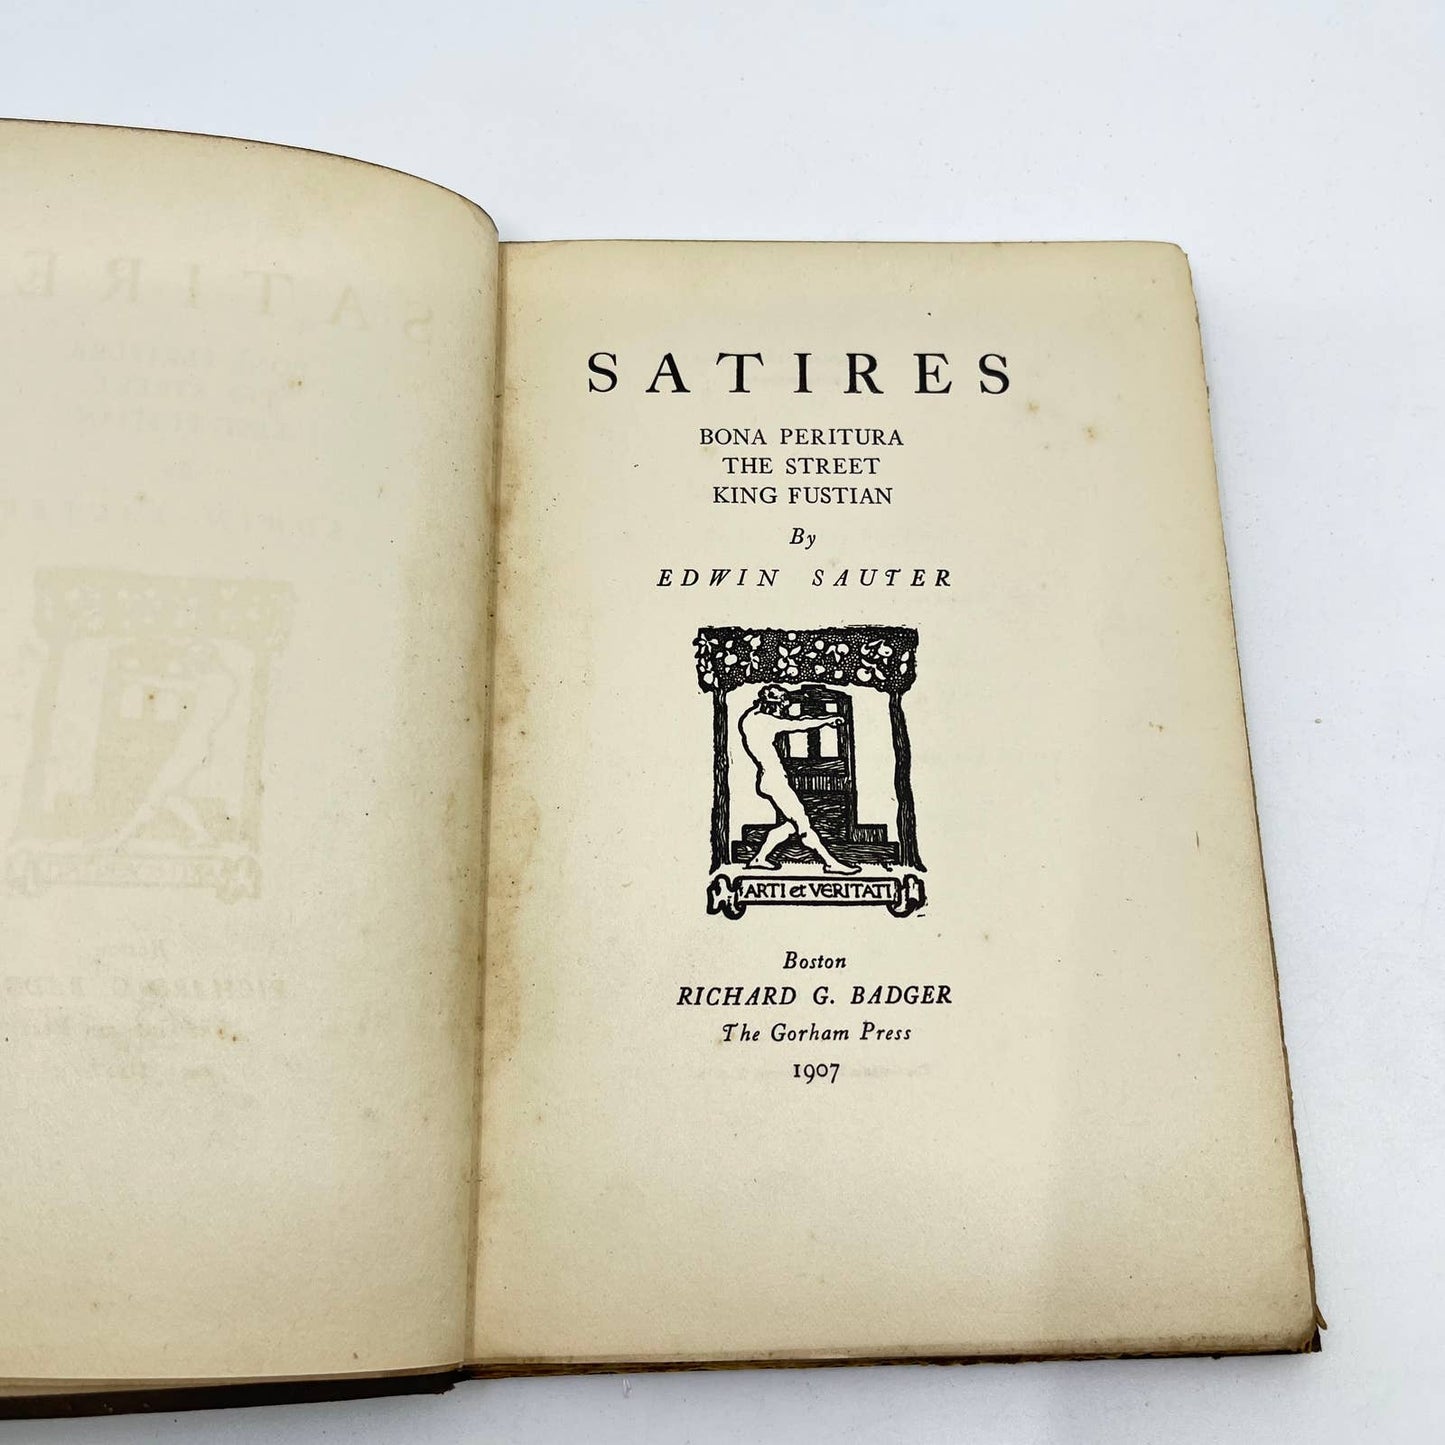 SATIRES
BONA PERITURA
THE STREET
KING FUSTIAN
By
EDWIN SAUTER
ARTI et VERITATI
Boston
RICHARD G. BADGER
The Gorham Press
1907